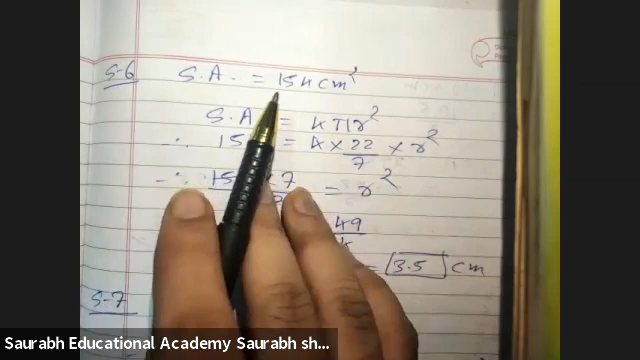 S-6 S.A. = 154 cm²
S.A = 4πr²
∴ 15 = 4 × 22/7 × r²
∴ 15 × 7 = r²
49/4
= 3.5 cm
S-7
Saurabh Educational Academy Saurabh sh...